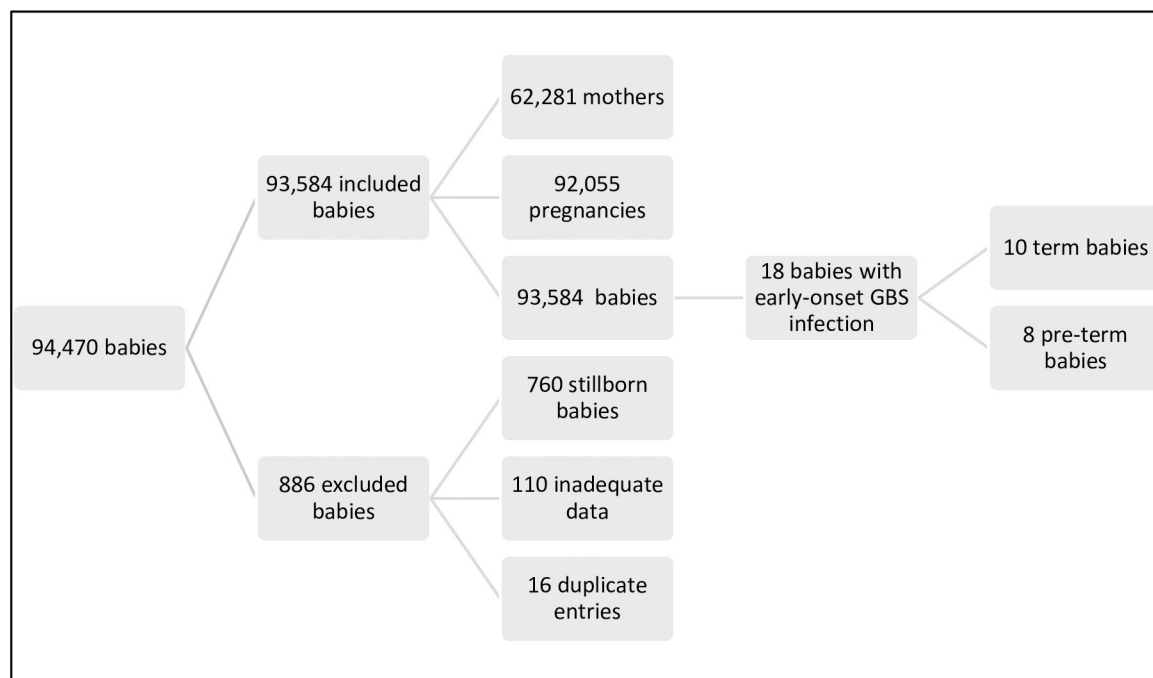 94,470 babies
93,584 included
babies
886 excluded
babies
62,281 mothers
92,055
pregnancies
93,584 babies
760 stillborn
babies
110 inadequate
data
16 duplicate
entries
18 babies with
early-onset GBS
infection
10 term babies
8 pre-term
babies